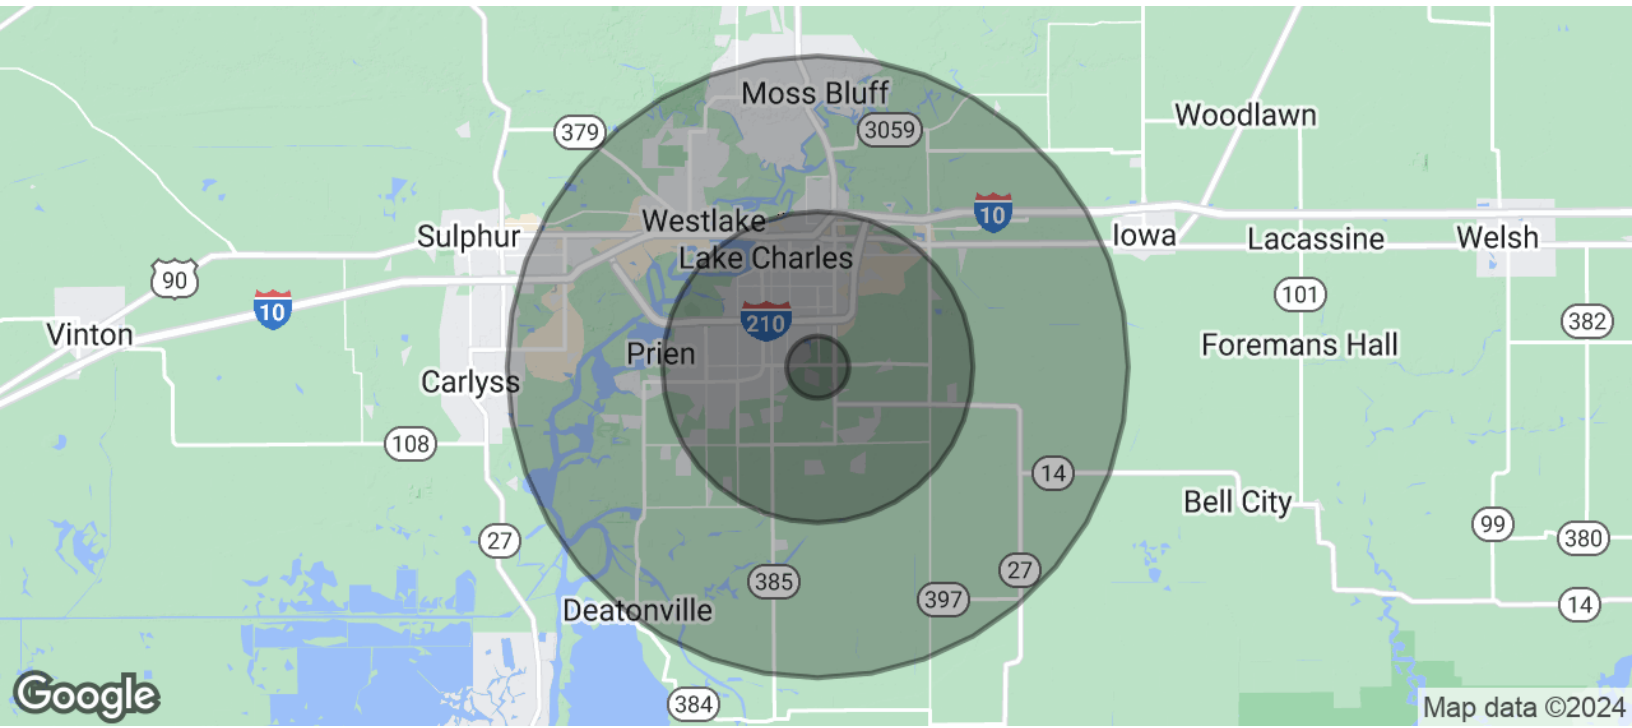 Moss Bluff
Woodlawn
379
3059
10
Westlake
Sulphur
Iowa
Lacassine
Welsh
Lake Charles
90
10
101
210
382
Vinton
Prien
Foremans Hall
Carlyss
108
14
Bell City
99
380
27
27
385
397
14
Deatonville
384
Google
Map data ©2024